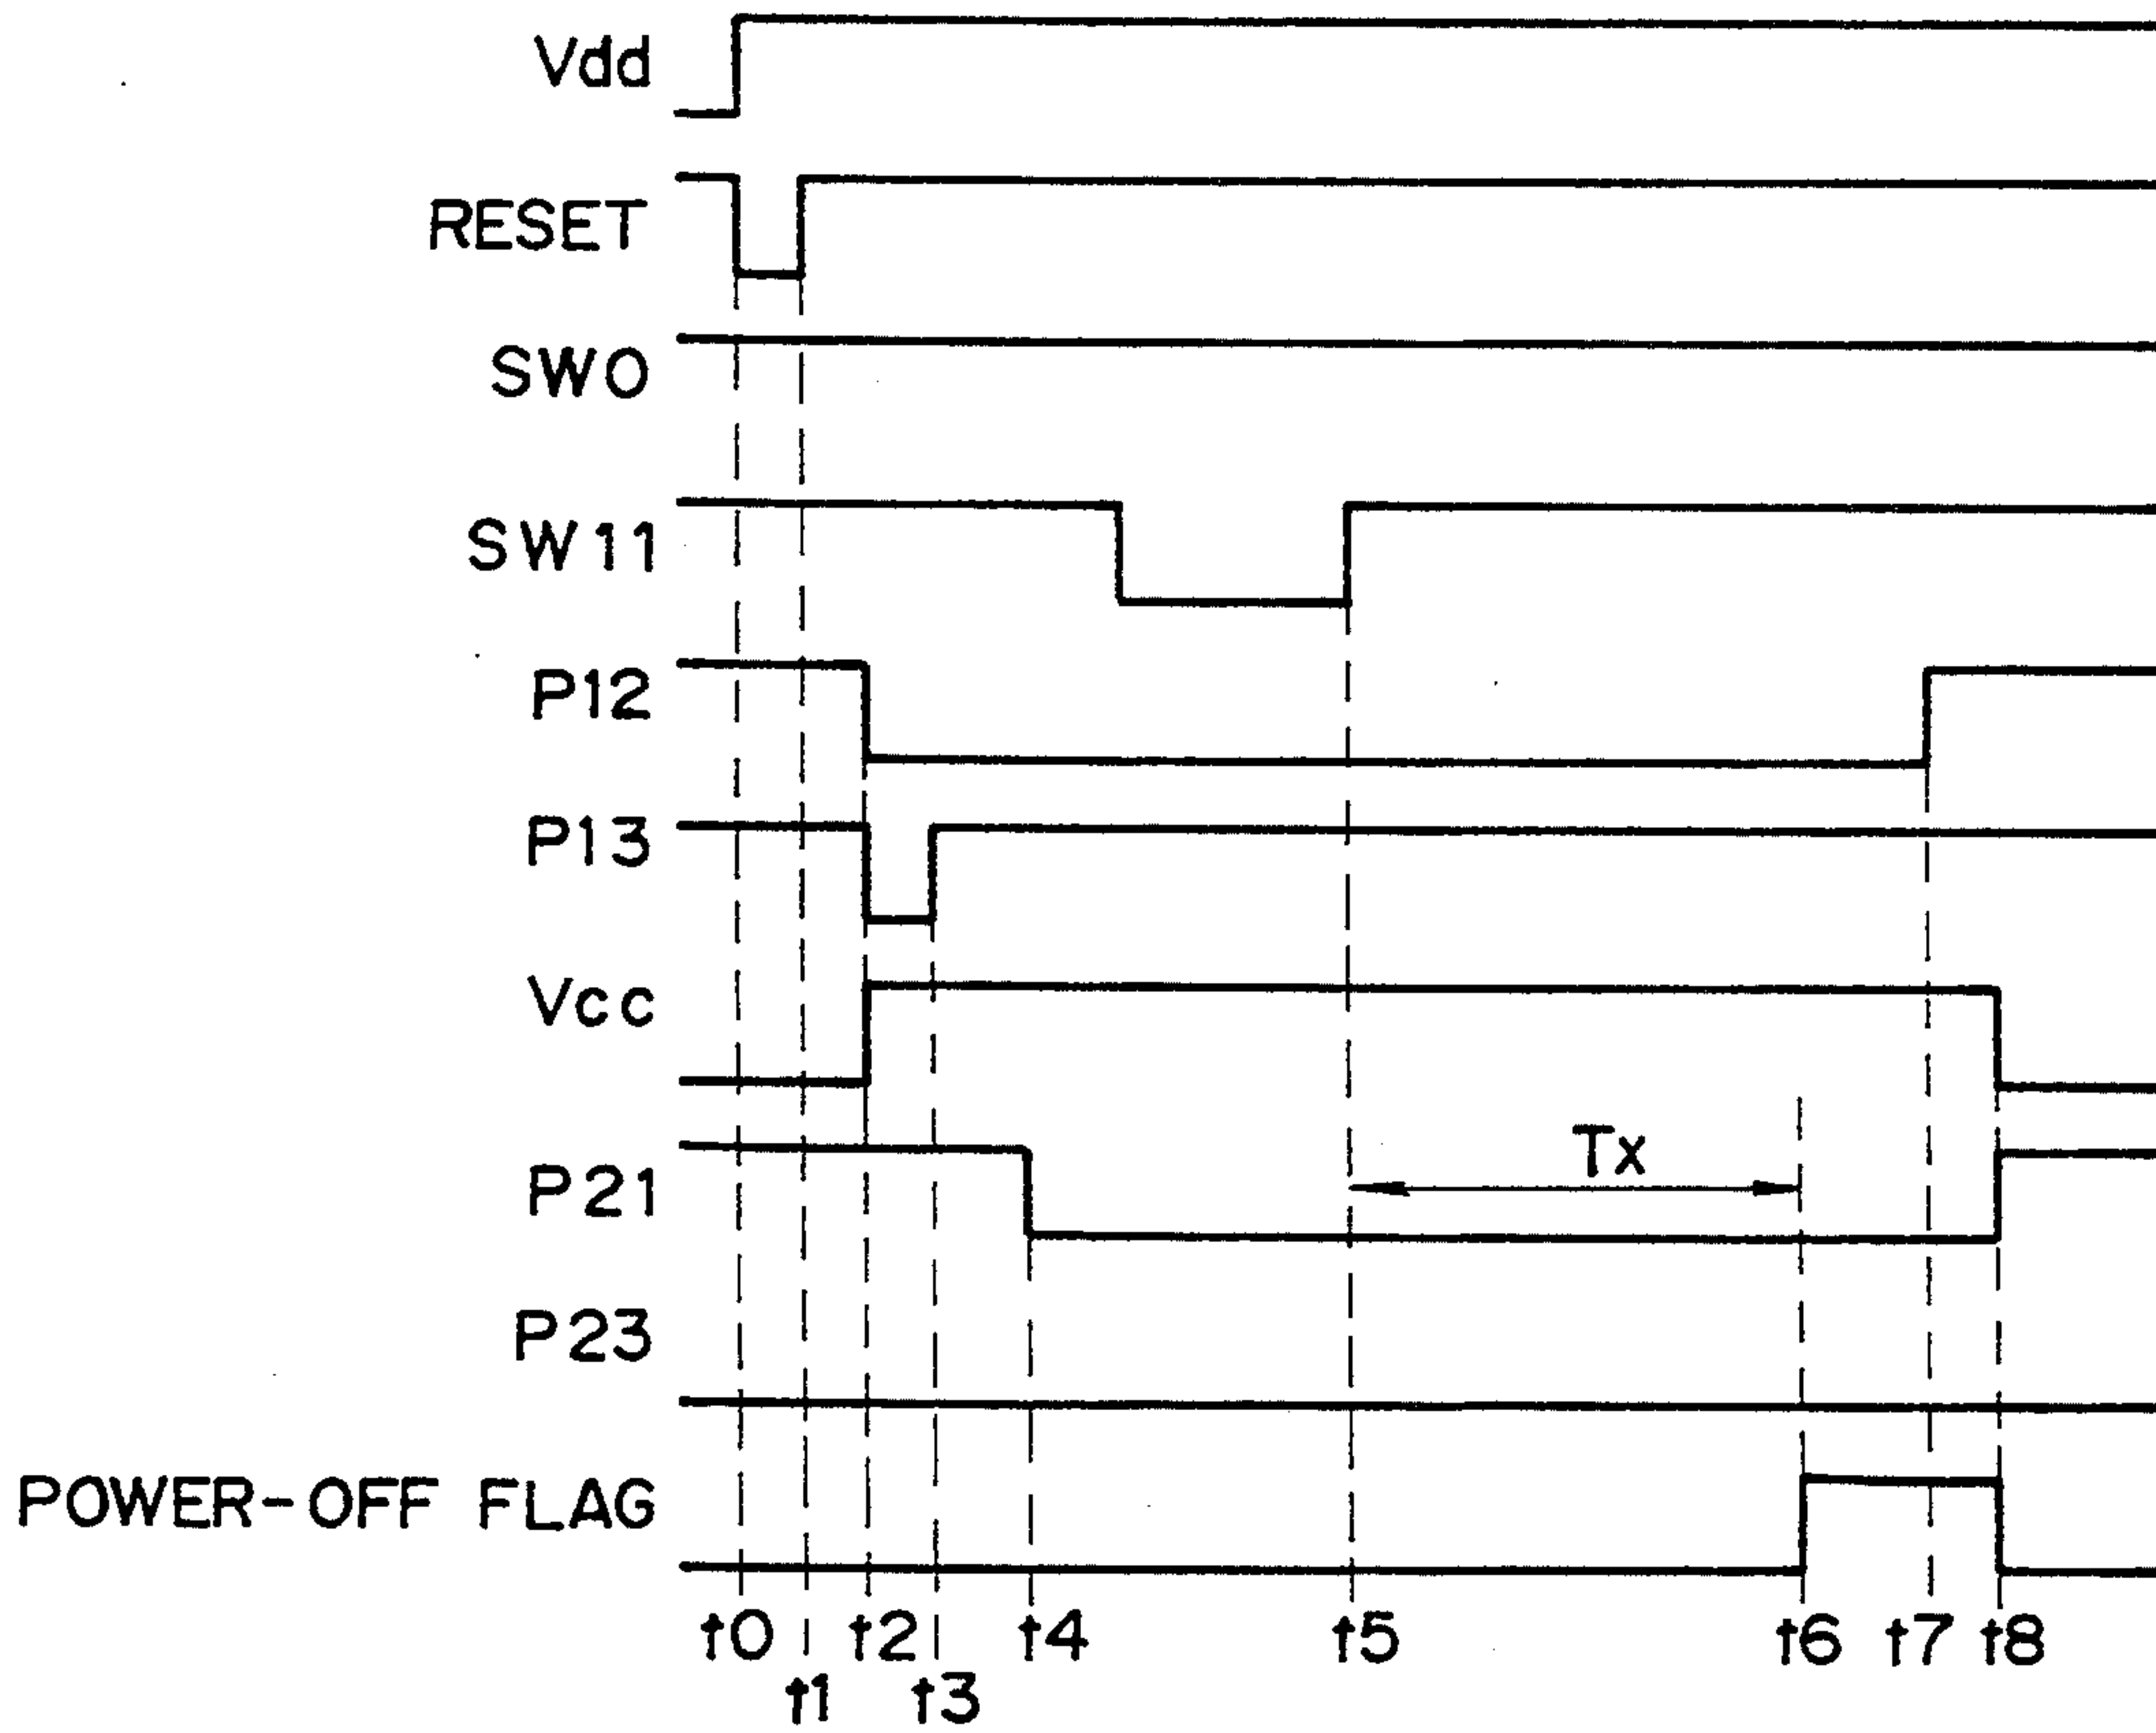 Vdd
RESET
SW0
SW11
P12
P13
Vcc
Tx
P21
P23
POWER-OFF FLAG
t0 t2 t4 t5 t6 t7 t8
t1 t3